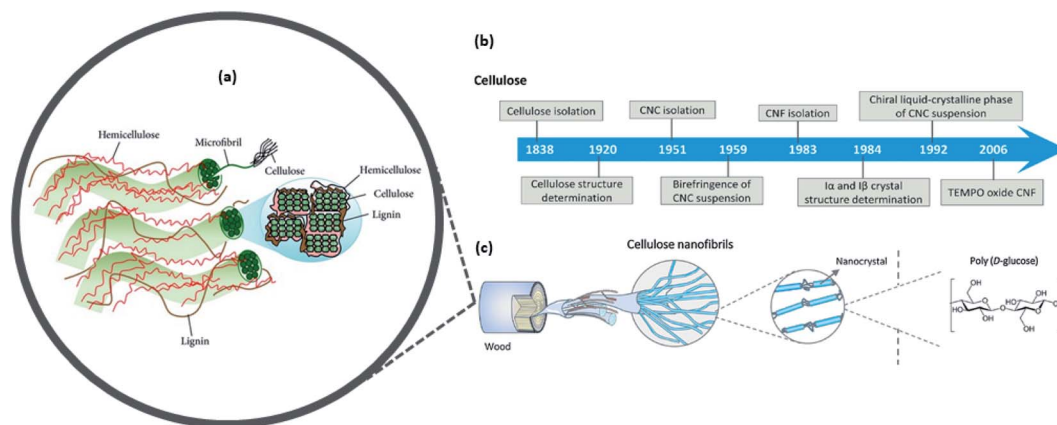 (a)
Hemicellulose
Microfibril
Cellulose
Hemicellulose
Cellulose
Lignin
Lignin
(b)
Cellulose
Cellulose isolation
CNC isolation
CNF isolation
Chiral liquid-crystalline phase
of CNC suspension
1838 1920 1951 1959 1983 1984 1992 2006
Cellulose structure
determination
Birefringence of
CNC suspension
Iα and Iβ crystal
structure determination
TEMPO oxide CNF
(c)
Cellulose nanofibrils
Nanocrystal
Poly (D-glucose)
Wood
OH
O
HO
OH
O
OH
HO
O
OH
O